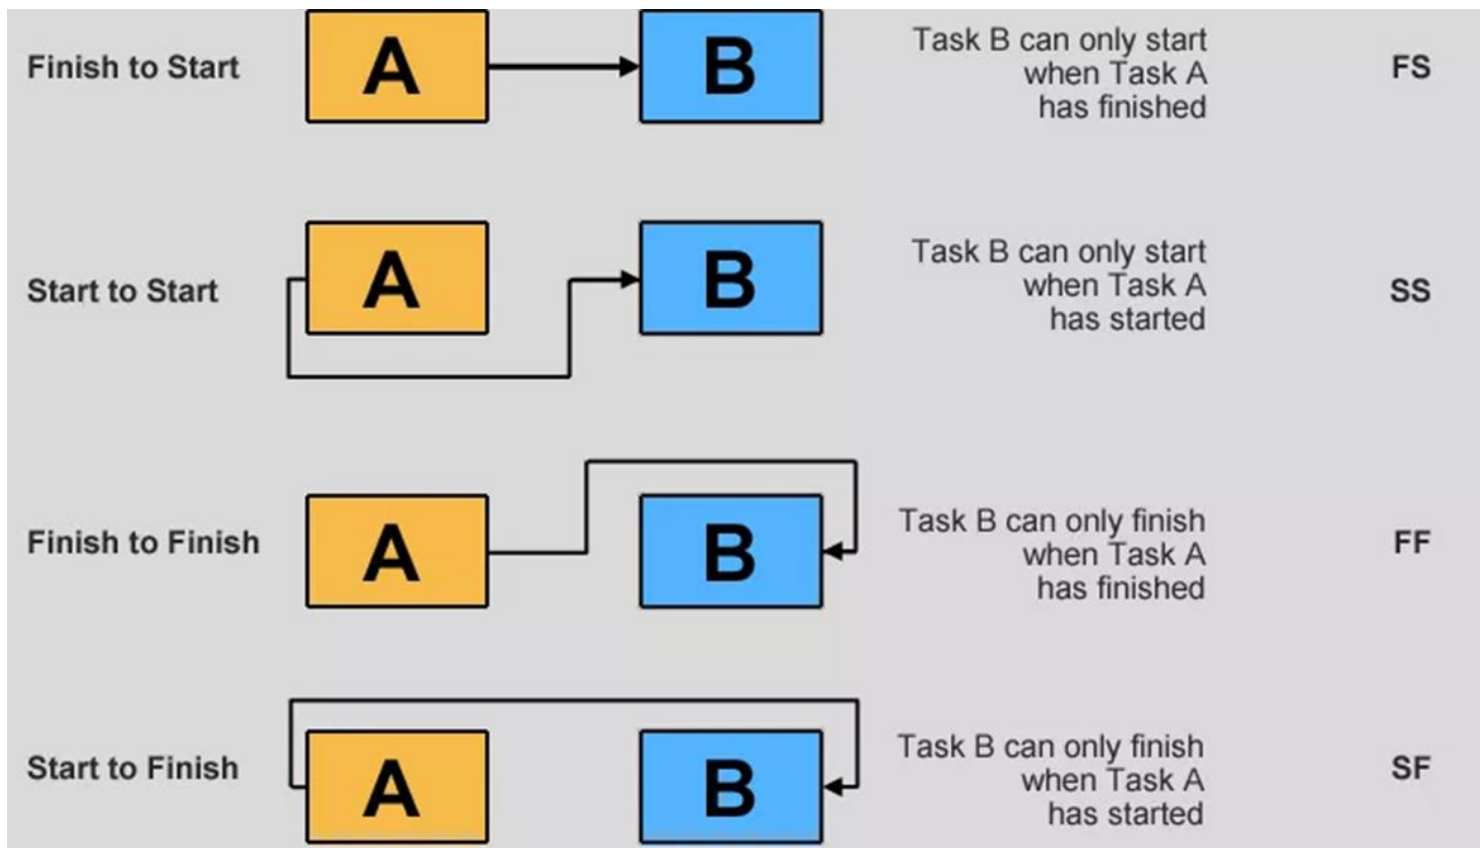 Finish to Start
A
B
Task B can only start
when Task A
has finished
FS
Start to Start
A
B
Task B can only start
when Task A
has started
SS
Finish to Finish
A
B
Task B can only finish
when Task A
has finished
FF
Start to Finish
A
B
Task B can only finish
when Task A
has started
SF